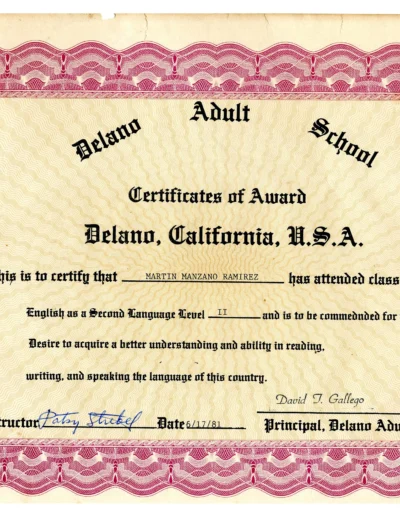 Delano Adult School
Certificates of Award
Delano, California, U.S.A.
his is to certify that MARTIN MANZANO RAMIREZ has attended class
English as a Second Language Level II and is to be commednded for
Desire to acquire a better understanding and ability in reading,
writing, and speaking the language of this country.
David T. Gallego
structor Patsy Strebel Date 6/17/81 Principal, Delano Adu